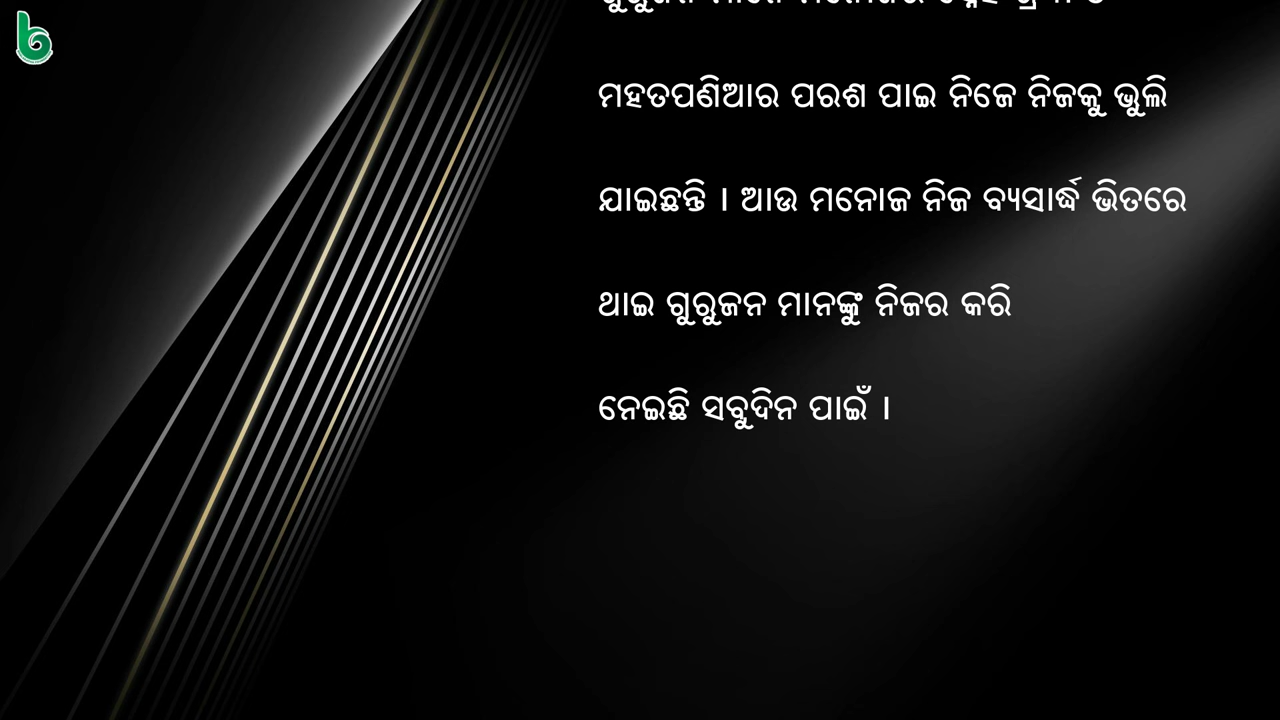 ମହତପଣିଆର ପରଶ ପାଇ ନିଜେ ନିଜକୁ ଭୁଲି
ଯାଇଛନ୍ତି । ଆଉ ମନୋଜ ନିଜ ବ୍ୟସାର୍ଦ୍ଧ ଭିତରେ
ଥାଇ ଗୁରୁଜନ ମାନଙ୍କୁ ନିଜର କରି
ନେଇଛି ସବୁଦିନ ପାଇଁ ।